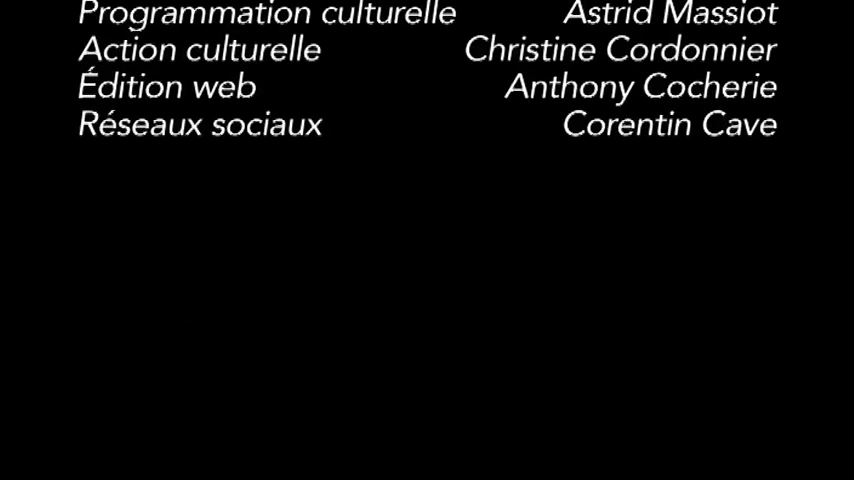 Programmation culturelle Astrid Massiot
Action culturelle Christine Cordonnier
Édition web Anthony Cocherie
Réseaux sociaux Corentin Cave